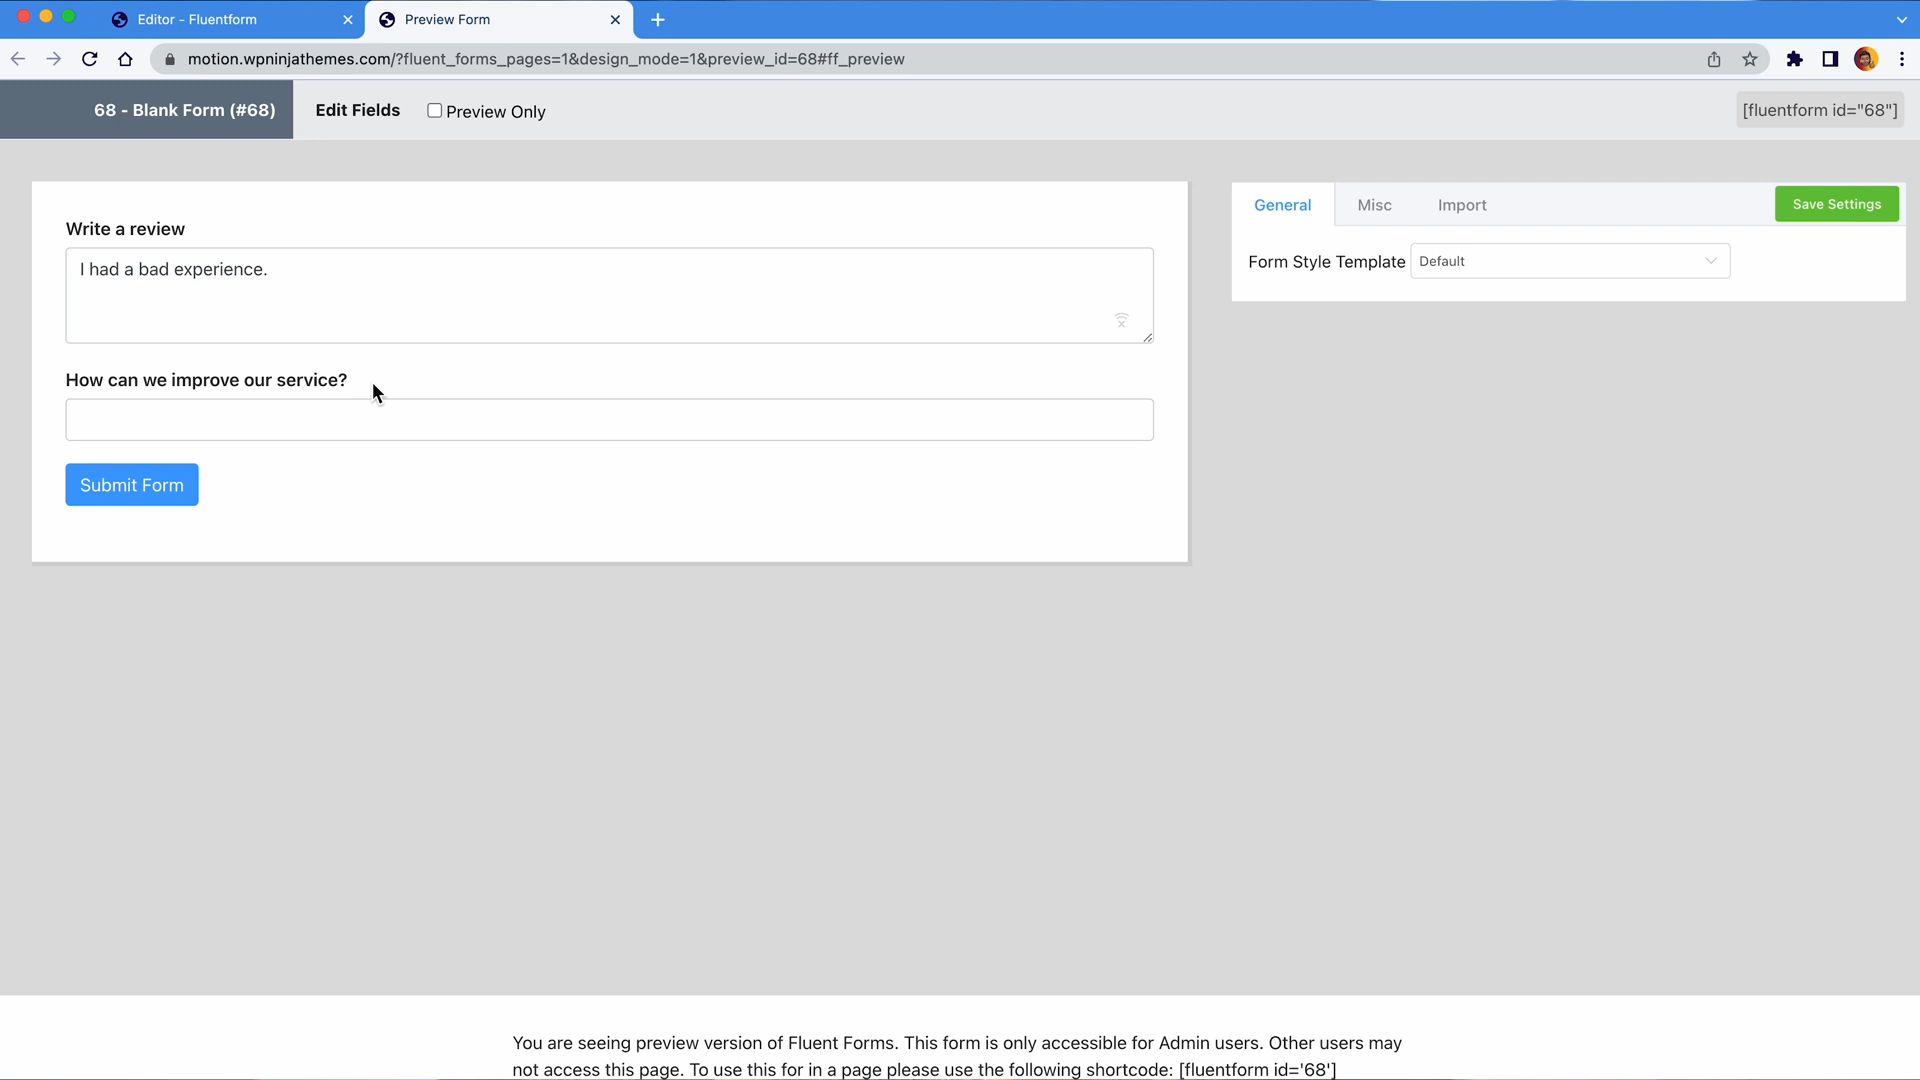 Editor - Fluentform
Preview Form
motion.wpninjathemes.com/?fluent_forms_pages=1&design_mode=1&preview_id=68#ff_preview
68 - Blank Form (#68)
Edit Fields
Preview Only
[fluentform id="68"]
General
Misc
Import
Save Settings
Write a review
I had a bad experience.
Form Style Template
Default
How can we improve our service?
Submit Form
You are seeing preview version of Fluent Forms. This form is only accessible for Admin users. Other users may
not access this page. To use this for in a page please use the following shortcode: [fluentform id='68']